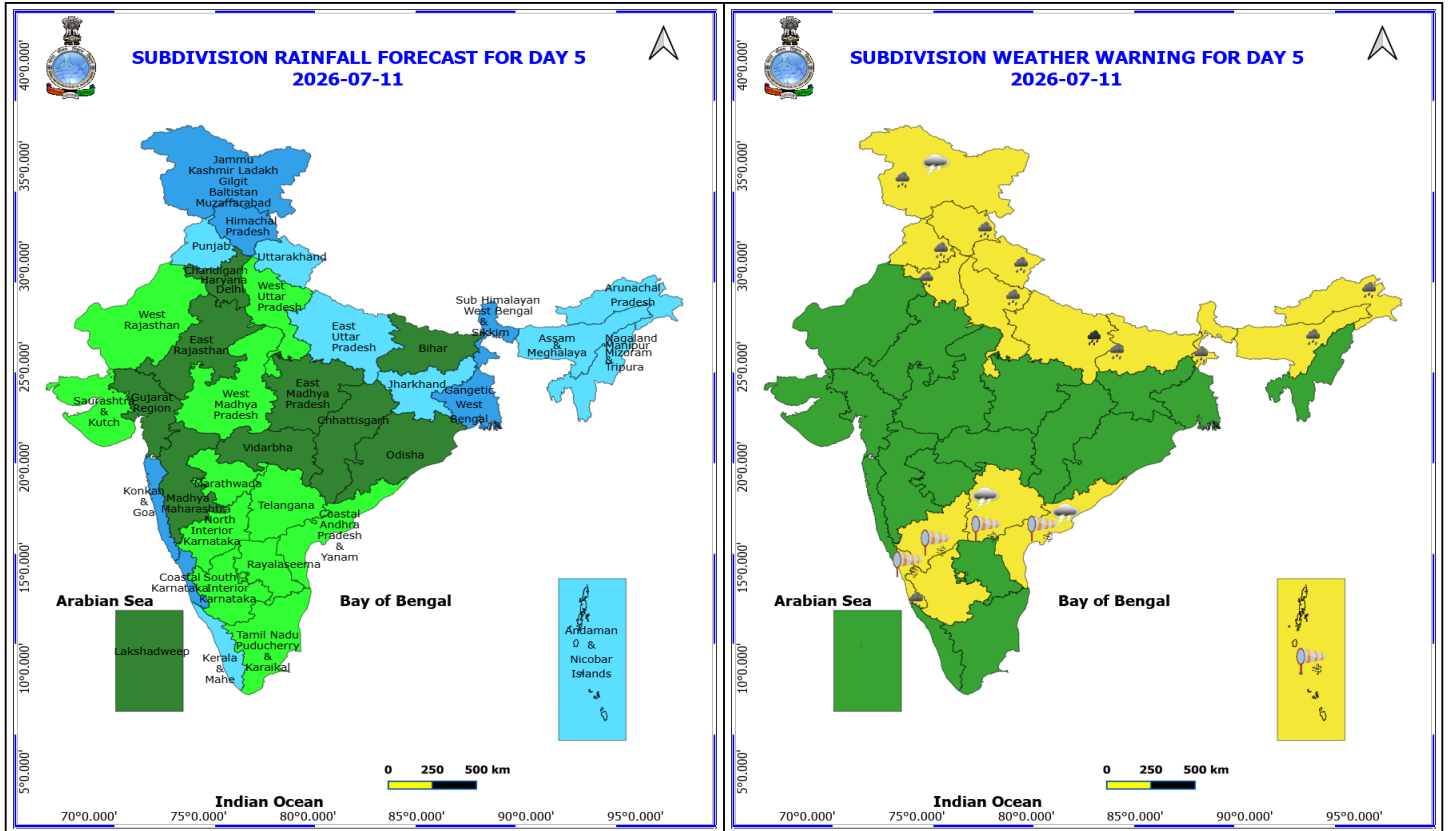 SUBDIVISION RAINFALL FORECAST FOR DAY 5
2026-07-11
40°0.000'
35°0.000'
30°0.000'
25°0.000'
20°0.000'
15°0.000'
10°0.000'
5°0.000'
Jammu
Kashmir Ladakh
Gilgit
Baltistan
Muzaffarabad
Himachal
Pradesh
Punjab
Uttarakhand
Chandigarh
Haryana
Delhi
West
Uttar
Pradesh
West
Rajasthan
East
Rajasthan
East
Uttar
Pradesh
Bihar
Sub Himalayan
West Bengal
&
Sikkim
Arunachal
Pradesh
Assam
&
Meghalaya
Nagaland
Manipur
Mizoram
&
Tripura
Jharkhand
Gangetic
West
Bengal
Saurashtra
&
Kutch
Gujarat
Region
West
Madhya
Pradesh
East
Madhya
Pradesh
Chhattisgarh
Vidarbha
Odisha
Konkan
&
Goa
Madhya
Maharashtra
Marathwada
Telangana
North
Interior
Karnataka
Coastal
Andhra
Pradesh
&
Yanam
Rayalaseema
Coastal
Karnataka
South
Interior
Karnataka
Tamil Nadu
Puducherry
&
Karaikal
Kerala
&
Mahe
Lakshadweep
Andaman
&
Nicobar
Islands
Arabian Sea
Bay of Bengal
0 250 500 km
Indian Ocean
70°0.000' 75°0.000' 80°0.000' 85°0.000' 90°0.000' 95°0.000'
SUBDIVISION WEATHER WARNING FOR DAY 5
2026-07-11
40°0.000'
35°0.000'
30°0.000'
25°0.000'
20°0.000'
15°0.000'
10°0.000'
5°0.000'
Arabian Sea
Bay of Bengal
0 250 500 km
Indian Ocean
70°0.000' 75°0.000' 80°0.000' 85°0.000' 90°0.000' 95°0.000'